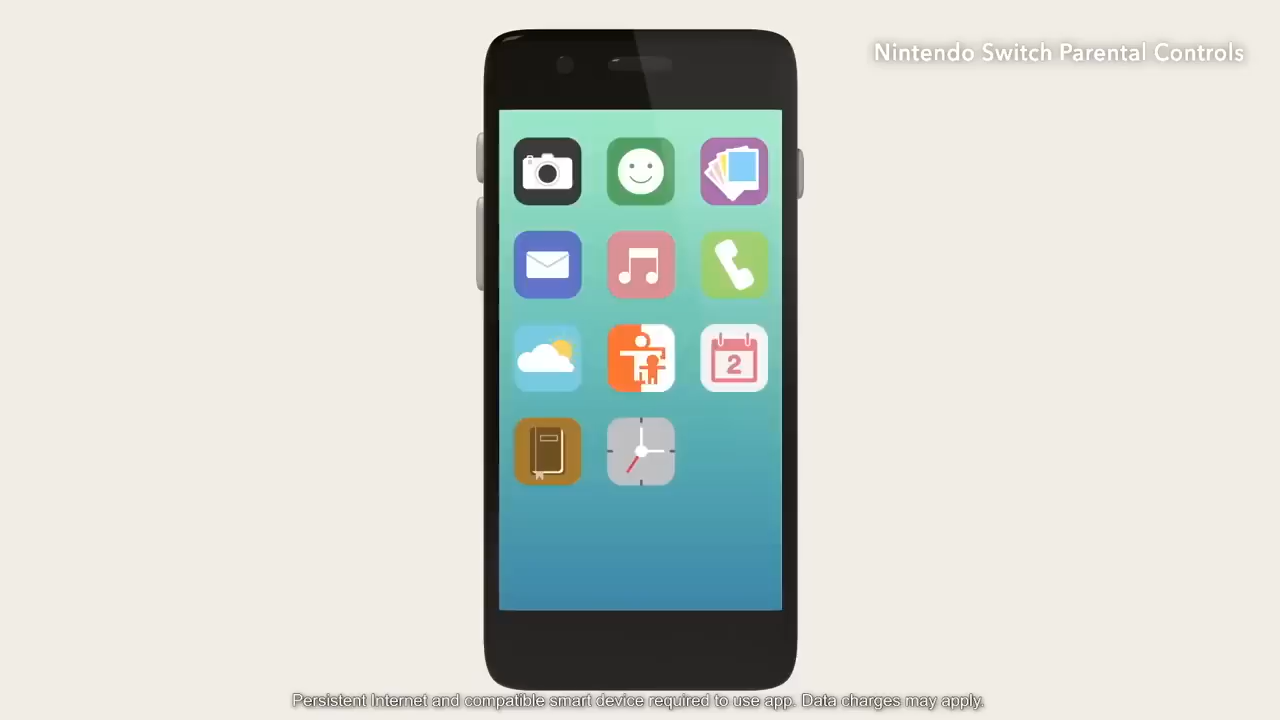 Nintendo Switch Parental Controls
2
Persistent Internet and compatible smart device required to use app. Data charges may apply.